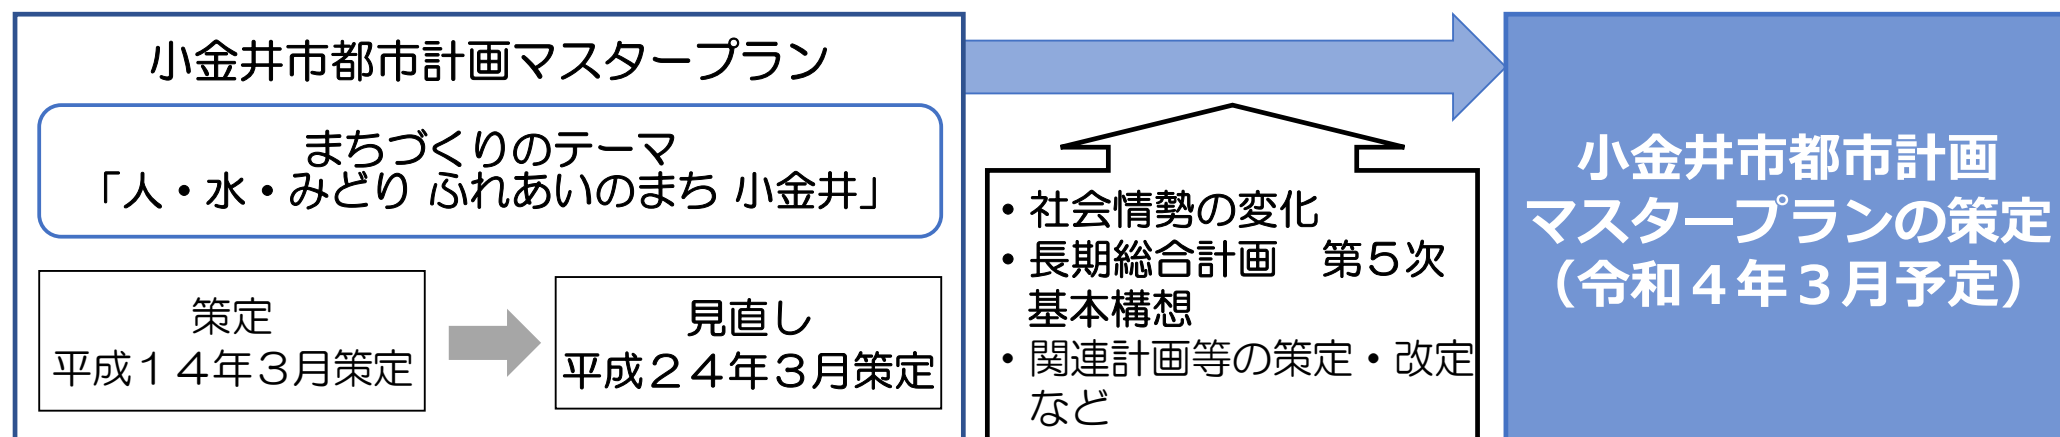 小金井市都市計画マスタープラン
まちづくりのテーマ
「人・水・みどり ふれあいのまち 小金井」
策定
平成１４年３月策定
見直し
平成２４年３月策定
・社会情勢の変化
・長期総合計画　第５次
基本構想
・関連計画等の策定・改定
など
小金井市都市計画
マスタープランの策定
（令和４年３月予定）